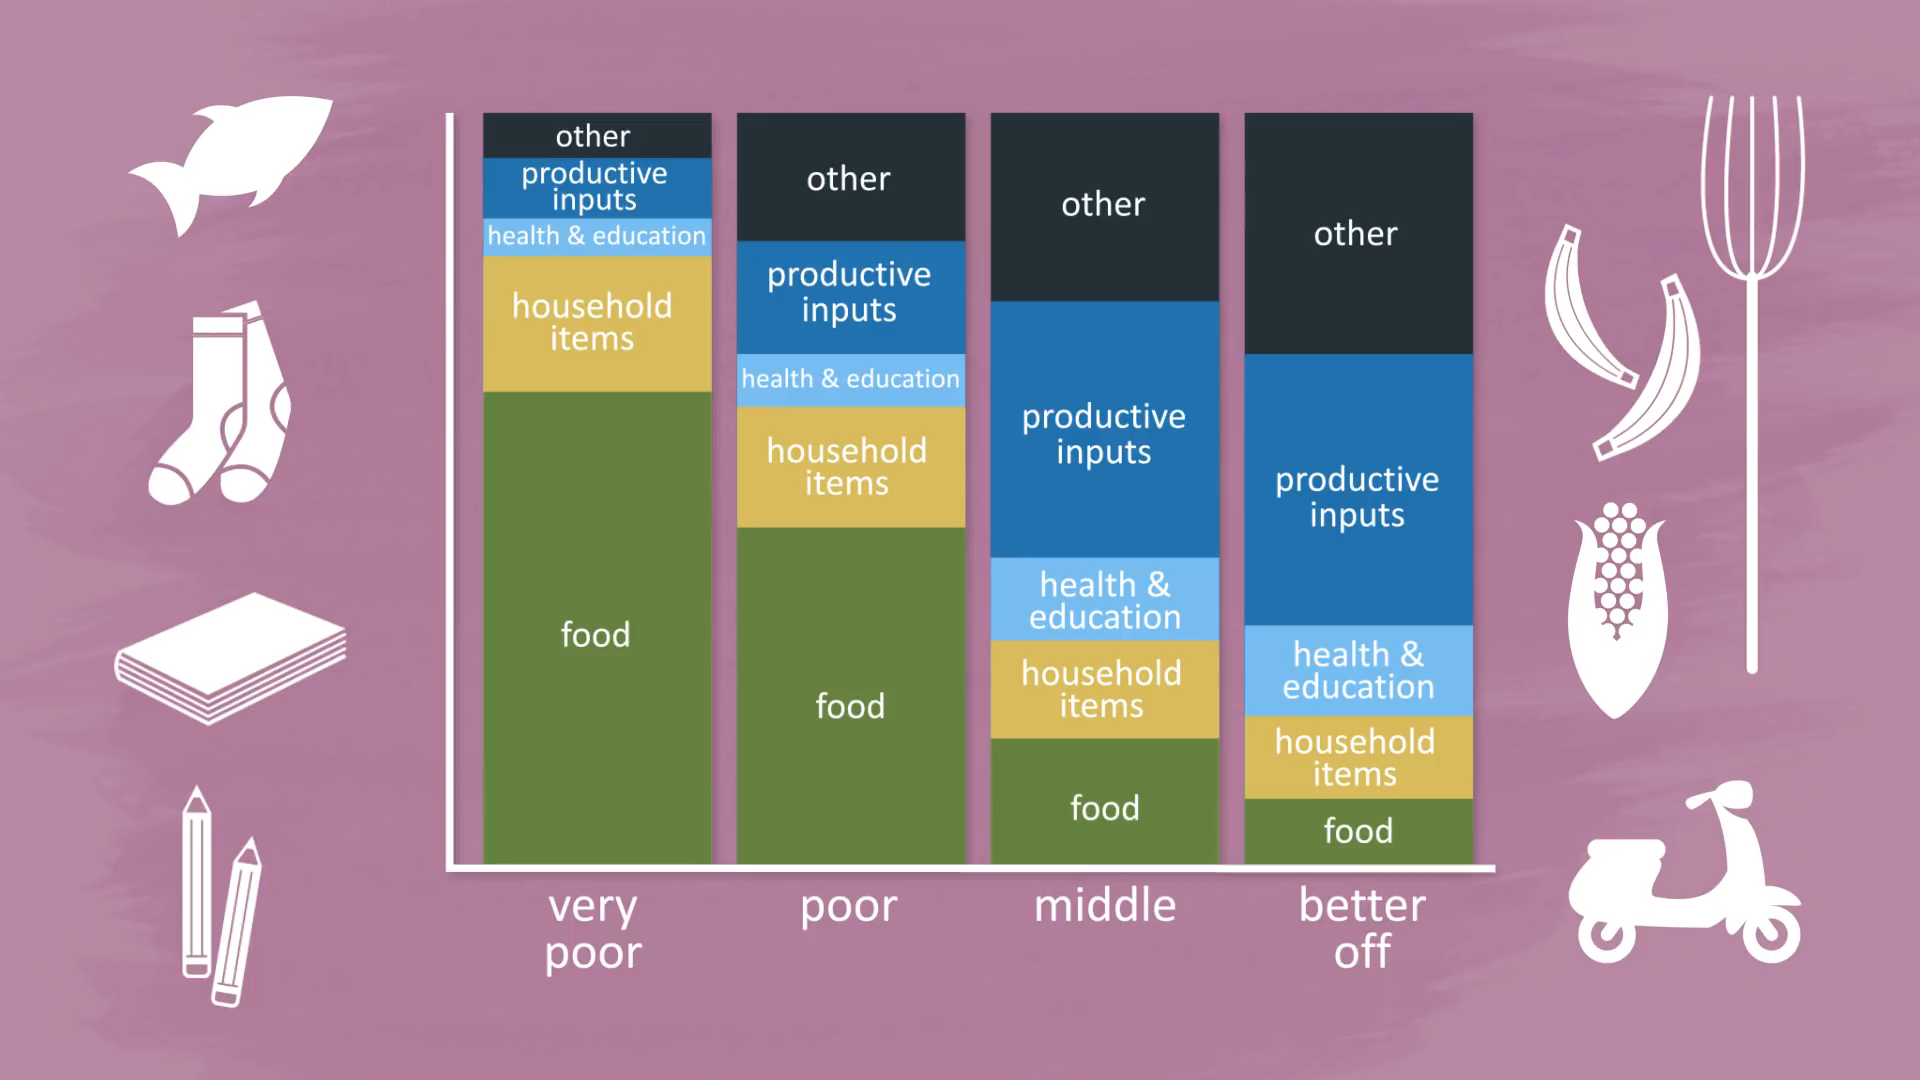 other
productive
inputs
health & education
household
items
food
other
productive
inputs
health & education
household
items
food
other
productive
inputs
health &
education
household
items
food
other
productive
inputs
health &
education
household
items
food
very
poor
poor
middle
better
off